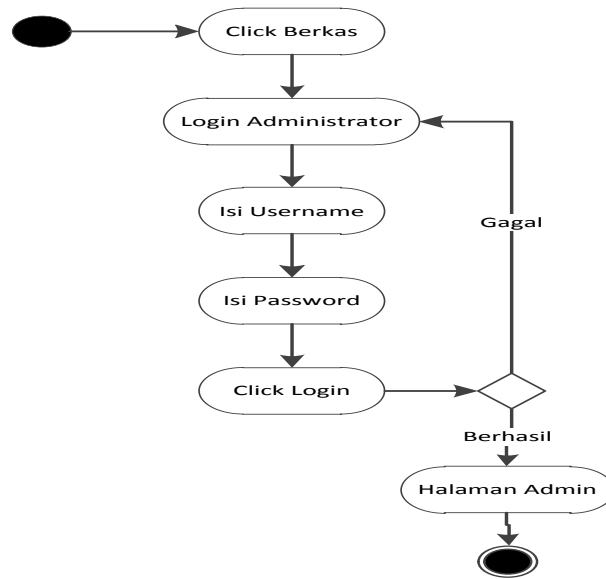 Click Berkas
Login Administrator
Isi Username
Gagal
Isi Password
Click Login
Berhasil
Halaman Admin